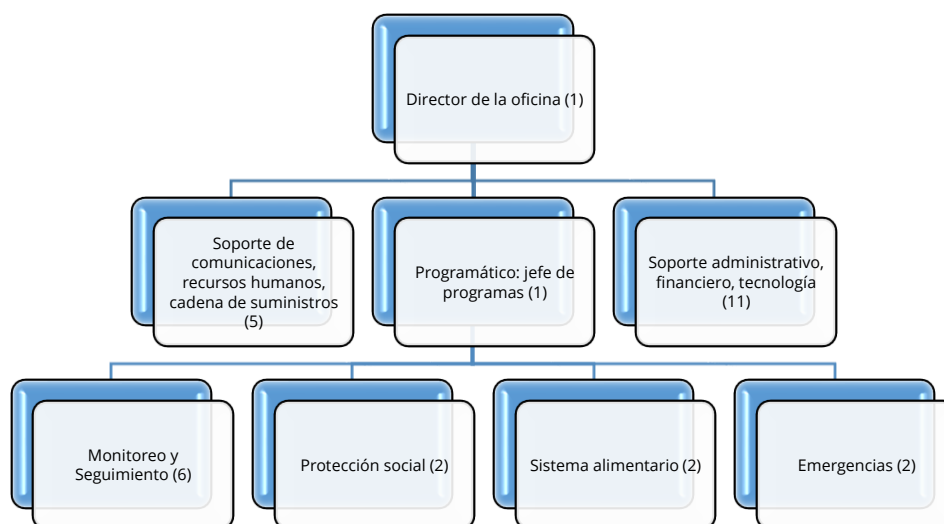 Director de la oficina (1)
Soporte de
comunicaciones,
recursos humanos,
cadena de suministros
(5)
Programático: jefe de
programas (1)
Soporte administrativo,
financiero, tecnología
(11)
Monitoreo y
Seguimiento (6)
Protección social (2)
Sistema alimentario (2)
Emergencias (2)